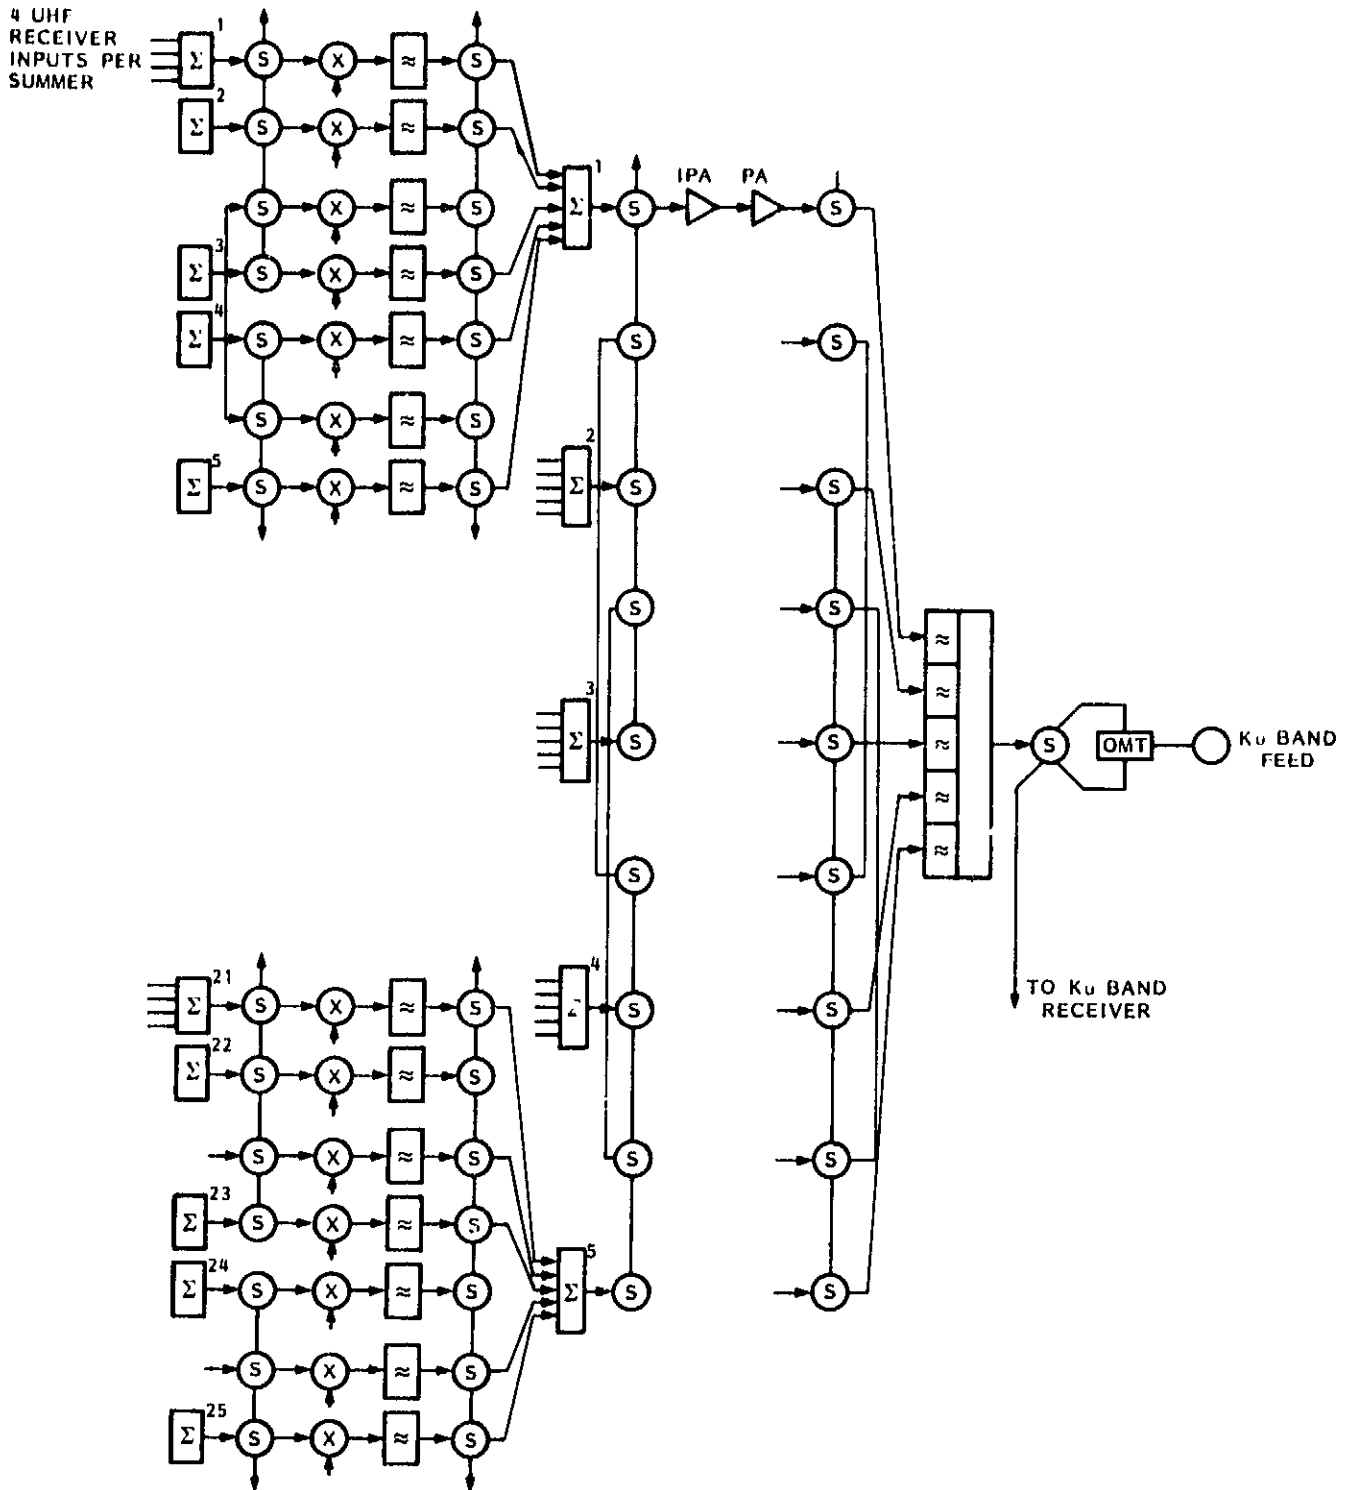 4 UHF
RECEIVER
INPUTS PER
SUMMER
1
Σ S X ≈ S
2
Σ S X ≈ S
S X ≈ S
3
Σ S X ≈ S
4
Σ S X ≈ S
S X ≈ S
5
Σ S X ≈ S
1
Σ S IPA PA S
S S
2
Σ S S
S S
3
Σ S S
S S
4
S S
S S
5
Σ S S
≈
≈
≈
≈
≈
S OMT Ku BAND
FEED
TO Ku BAND
RECEIVER
21
Σ S X ≈ S
22
Σ S X ≈ S
S X ≈ S
23
Σ S X ≈ S
24
Σ S X ≈ S
S X ≈ S
25
Σ S X ≈ S